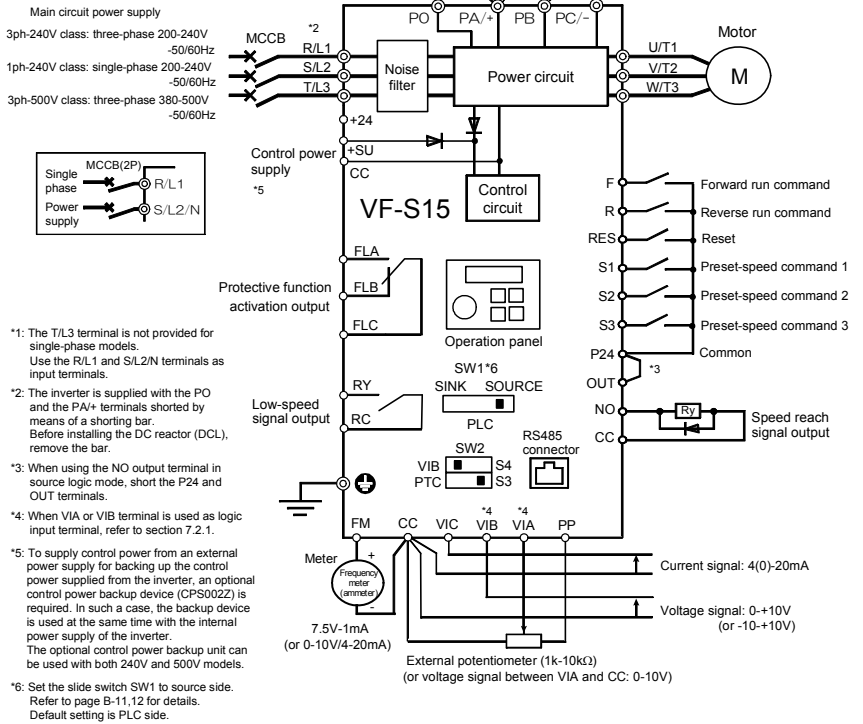 Main circuit power supply
3ph-240V class: three-phase 200-240V
-50/60Hz
1ph-240V class: single-phase 200-240V
-50/60Hz
3ph-500V class: three-phase 380-500V
-50/60Hz
MCCB
*2
R/L1
S/L2
T/L3
PO
PA/+
PB
PC/-
Noise
filter
Power circuit
U/T1
V/T2
W/T3
Motor
M
+24
+SU
CC
Control power
supply
*5
Control
circuit
VF-S15
MCCB(2P)
Single
phase
Power
supply
R/L1
S/L2/N
F
Forward run command
R
Reverse run command
RES
Reset
S1
Preset-speed command 1
S2
Preset-speed command 2
S3
Preset-speed command 3
P24
Common
*3
OUT
NO
Ry
CC
Speed reach
signal output
FLA
FLB
FLC
Protective function
activation output
Operation panel
SW1*6
SINK SOURCE
PLC
RY
RC
Low-speed
signal output
SW2
VIB
S4
PTC
S3
RS485
connector
*1: The T/L3 terminal is not provided for
single-phase models.
Use the R/L1 and S/L2/N terminals as
input terminals.
*2: The inverter is supplied with the PO
and the PA/+ terminals shorted by
means of a shorting bar.
Before installing the DC reactor (DCL),
remove the bar.
*3: When using the NO output terminal in
source logic mode, short the P24 and
OUT terminals.
*4: When VIA or VIB terminal is used as logic
input terminal, refer to section 7.2.1.
*5: To supply control power from an external
power supply for backing up the control
power supplied from the inverter, an optional
control power backup device (CPS002Z) is
required. In such a case, the backup device
is used at the same time with the internal
power supply of the inverter.
The optional control power backup unit can
be used with both 240V and 500V models.
*6: Set the slide switch SW1 to source side.
Refer to page B-11,12 for details.
Default setting is PLC side.
*4
*4
FM
CC
VIC
VIB
VIA
PP
Meter
+
Frequency
meter
(ammeter)
-
7.5V-1mA
(or 0-10V/4-20mA)
Current signal: 4(0)-20mA
Voltage signal: 0-+10V
(or -10-+10V)
External potentiometer (1k-10kΩ)
(or voltage signal between VIA and CC: 0-10V)